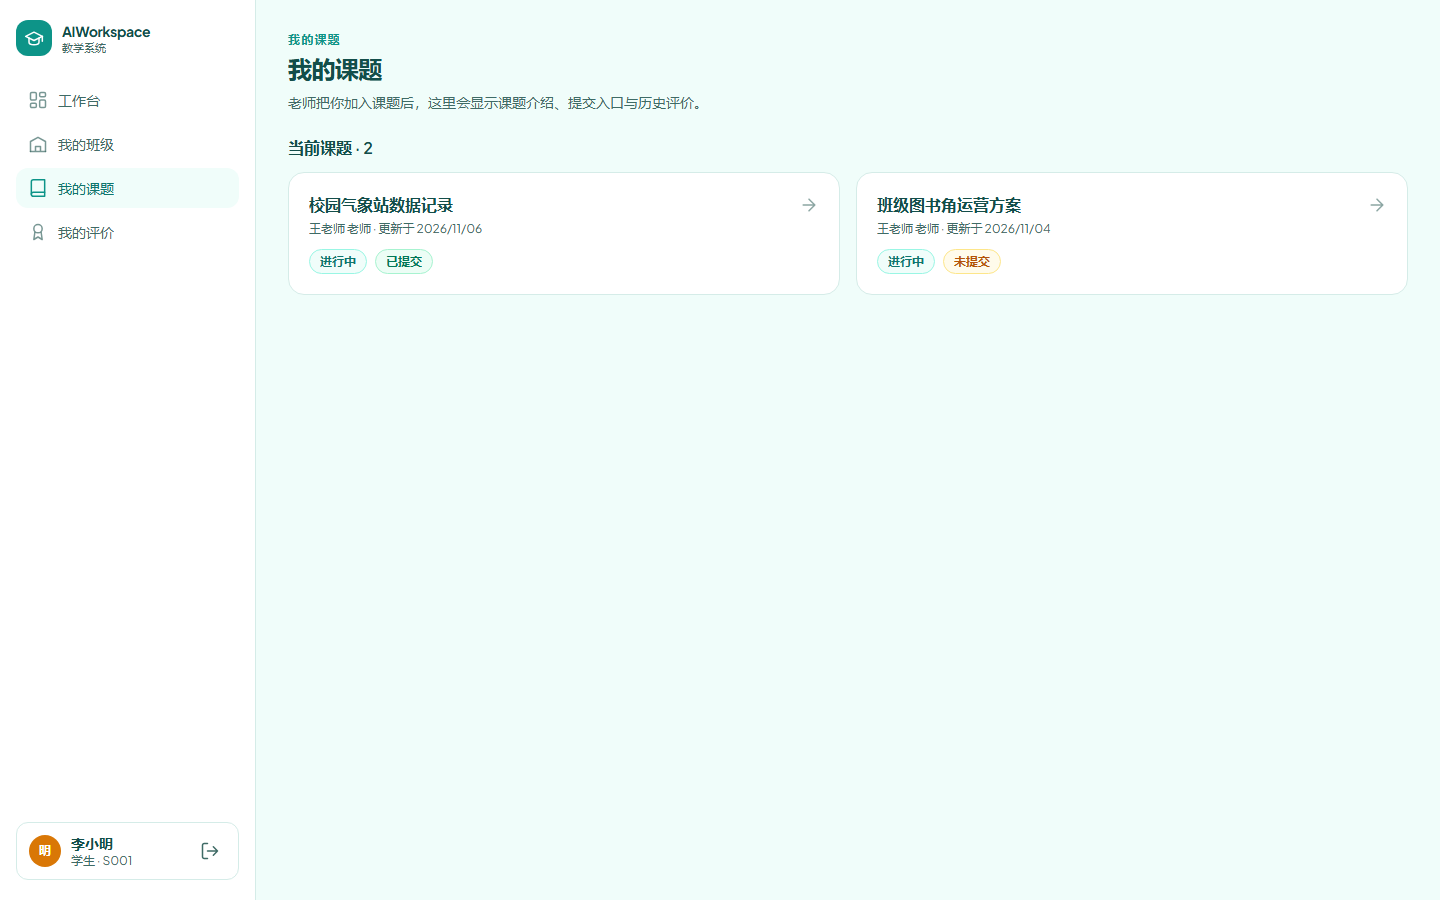 AIWorkspace
教学系统
工作台
我的班级
我的课题
我的评价
李小明
学生 · S001
明
我的课题
我的课题
老师把你加入课题后，这里会显示课题介绍、提交入口与历史评价。
当前课题 · 2
校园气象站数据记录
王老师 老师 · 更新于 2026/11/06
进行中 已提交
班级图书角运营方案
王老师 老师 · 更新于 2026/11/04
进行中 未提交